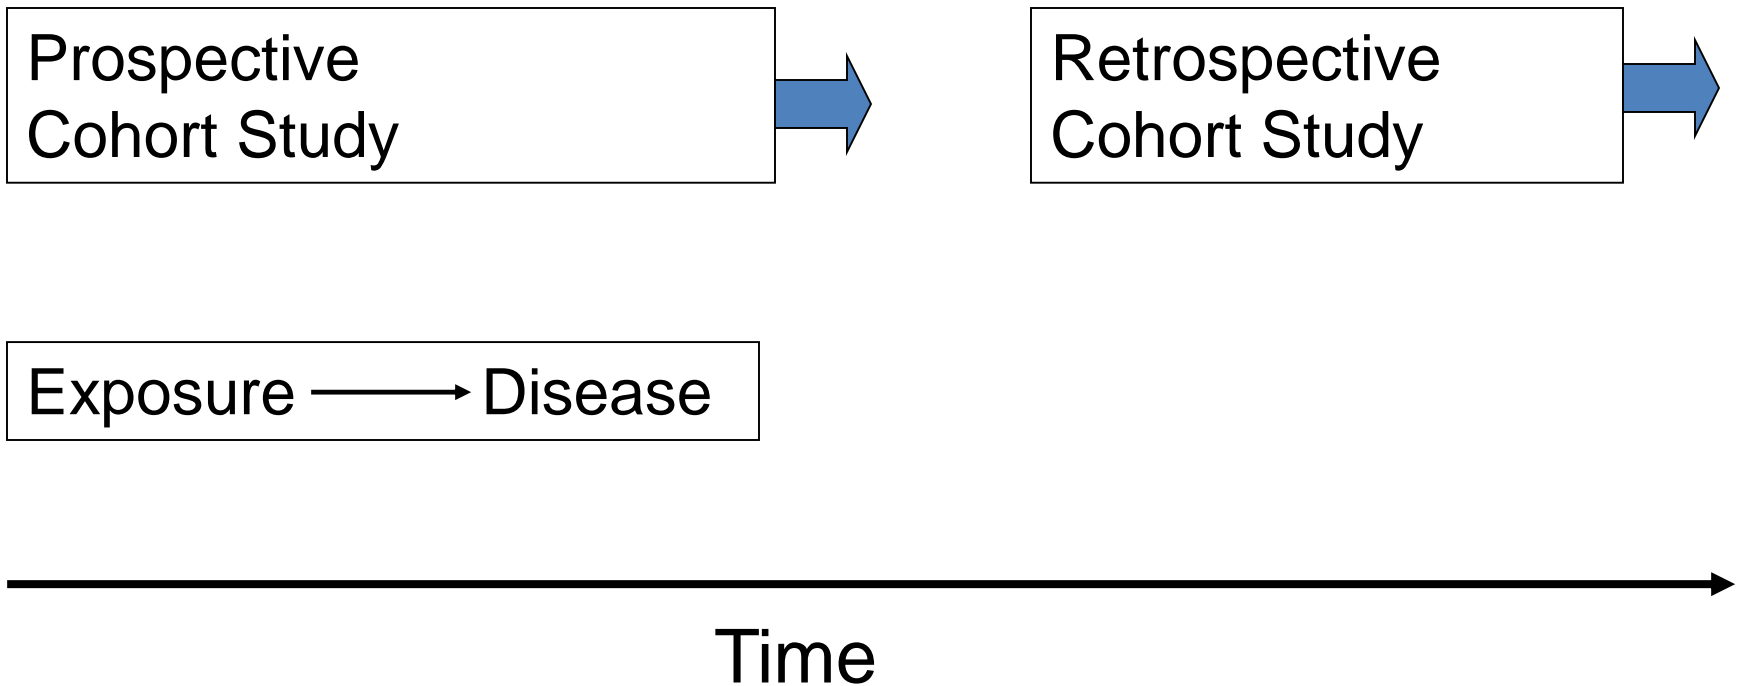 Prospective
Cohort Study
Retrospective
Cohort Study
Exposure Disease
Time